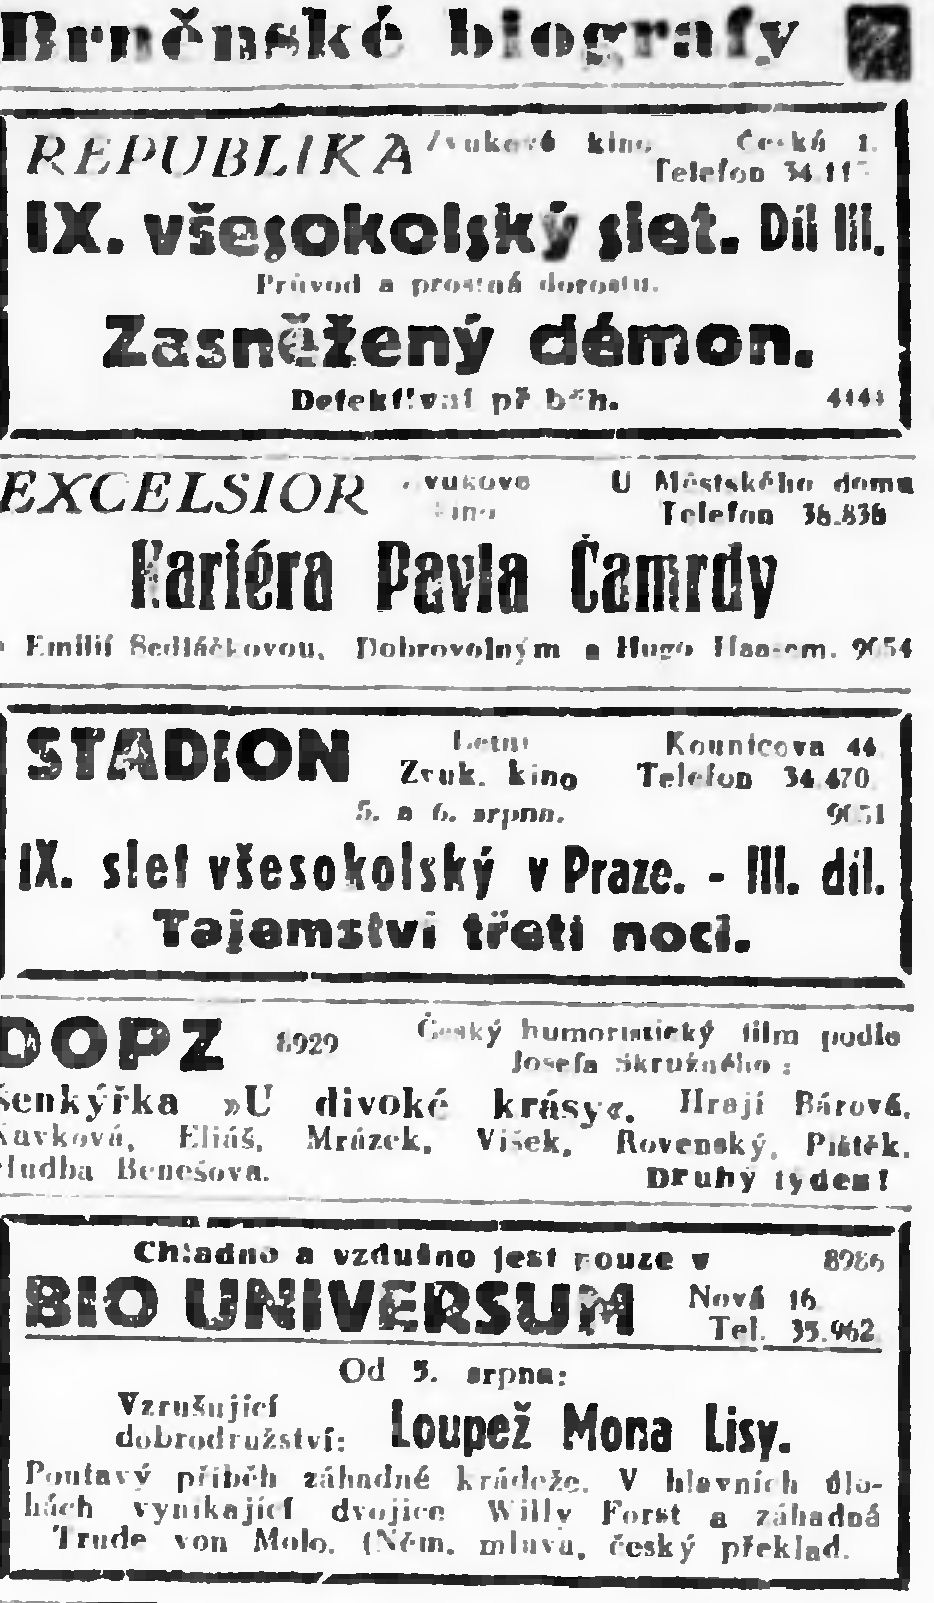 Brněnské biografy
REPUBLIKA Zvukové kino Česká 1.
Telefon 34.11
IX. všesokolský slet. Díl III.
Průvod a prostná dorostu.
Zasněžený démon.
Detektivní příběh. 4141
EXCELSIOR zvukové kino U Městského domu
Telefon 36.836
Kariéra Pavla Čamrdy
Emilií Sedláčkovou, Dobrovolným a Hugo Haasem. 9054
STADION Letní Kounicova 44
Zvuk. kino Telefon 34.470
5. a 6. srpna. 9051
IX. slet všesokolský v Praze. - III. díl.
Tajemství třetí noci.
DOPZ 8929 Český humoristický film podle
Josefa Skružného:
Šenkýřka »U divoké krásy«. Hrají Bárová,
Kavková, Eliáš, Mrázek, Višek, Rovenský, Pištěk.
Hudba Benešova. Druhý týden!
Chladno a vzdušno jest pouze v 8986
BIO UNIVERSUM Nová 16
Tel. 35.962
Od 5. srpna:
Vzrušující
dobrodružství: Loupež Mona Lisy.
Poutavý příběh záhadné krádeže. V hlavních úlo-
hách vynikající dvojice Willy Forst a záhadná
Trude von Molo. (Něm. mluva, český překlad.